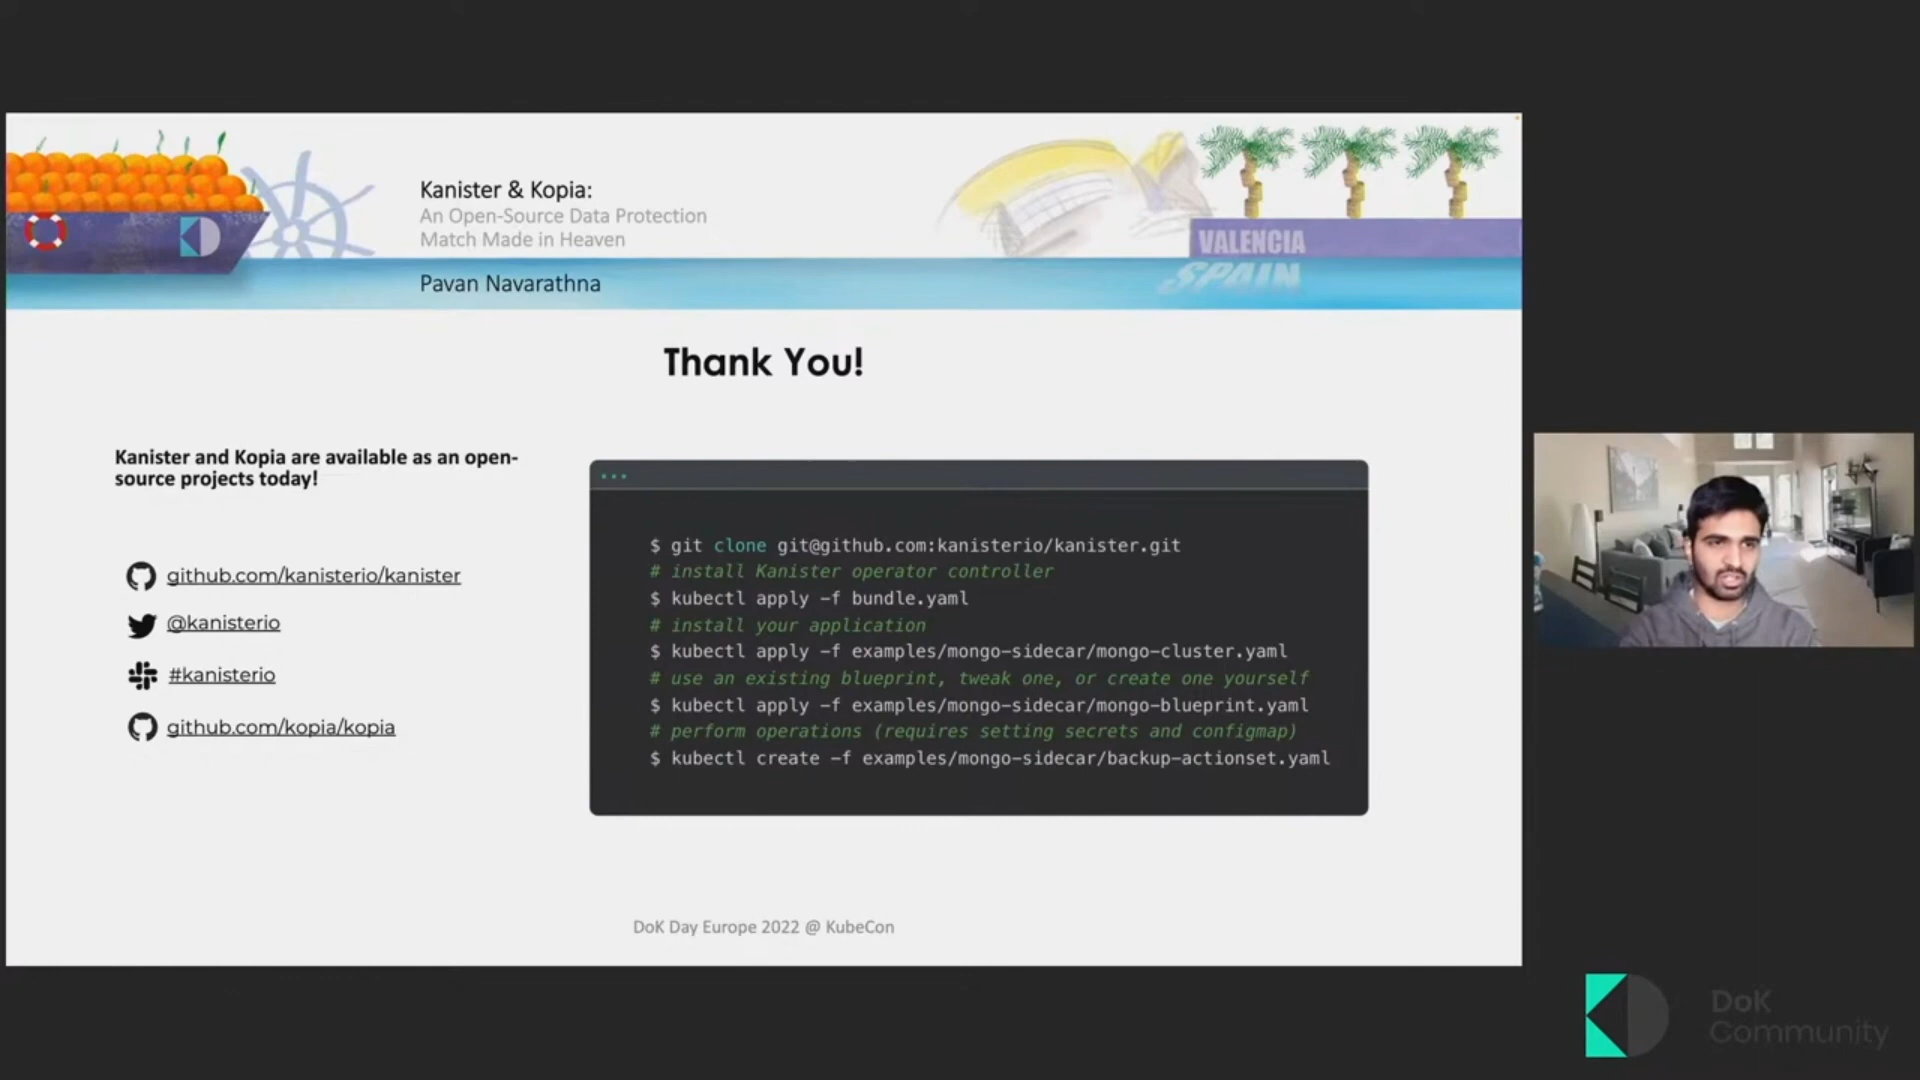 Kanister & Kopia:
An Open-Source Data Protection
Match Made in Heaven
Pavan Navarathna
VALENCIA
SPAIN
Thank You!
Kanister and Kopia are available as an open-
source projects today!
github.com/kanisterio/kanister
@kanisterio
#kanisterio
github.com/kopia/kopia
$ git clone git@github.com:kanisterio/kanister.git
# install Kanister operator controller
$ kubectl apply -f bundle.yaml
# install your application
$ kubectl apply -f examples/mongo-sidecar/mongo-cluster.yaml
# use an existing blueprint, tweak one, or create one yourself
$ kubectl apply -f examples/mongo-sidecar/mongo-blueprint.yaml
# perform operations (requires setting secrets and configmap)
$ kubectl create -f examples/mongo-sidecar/backup-actionset.yaml
DoK Day Europe 2022 @ KubeCon
DoK
Community